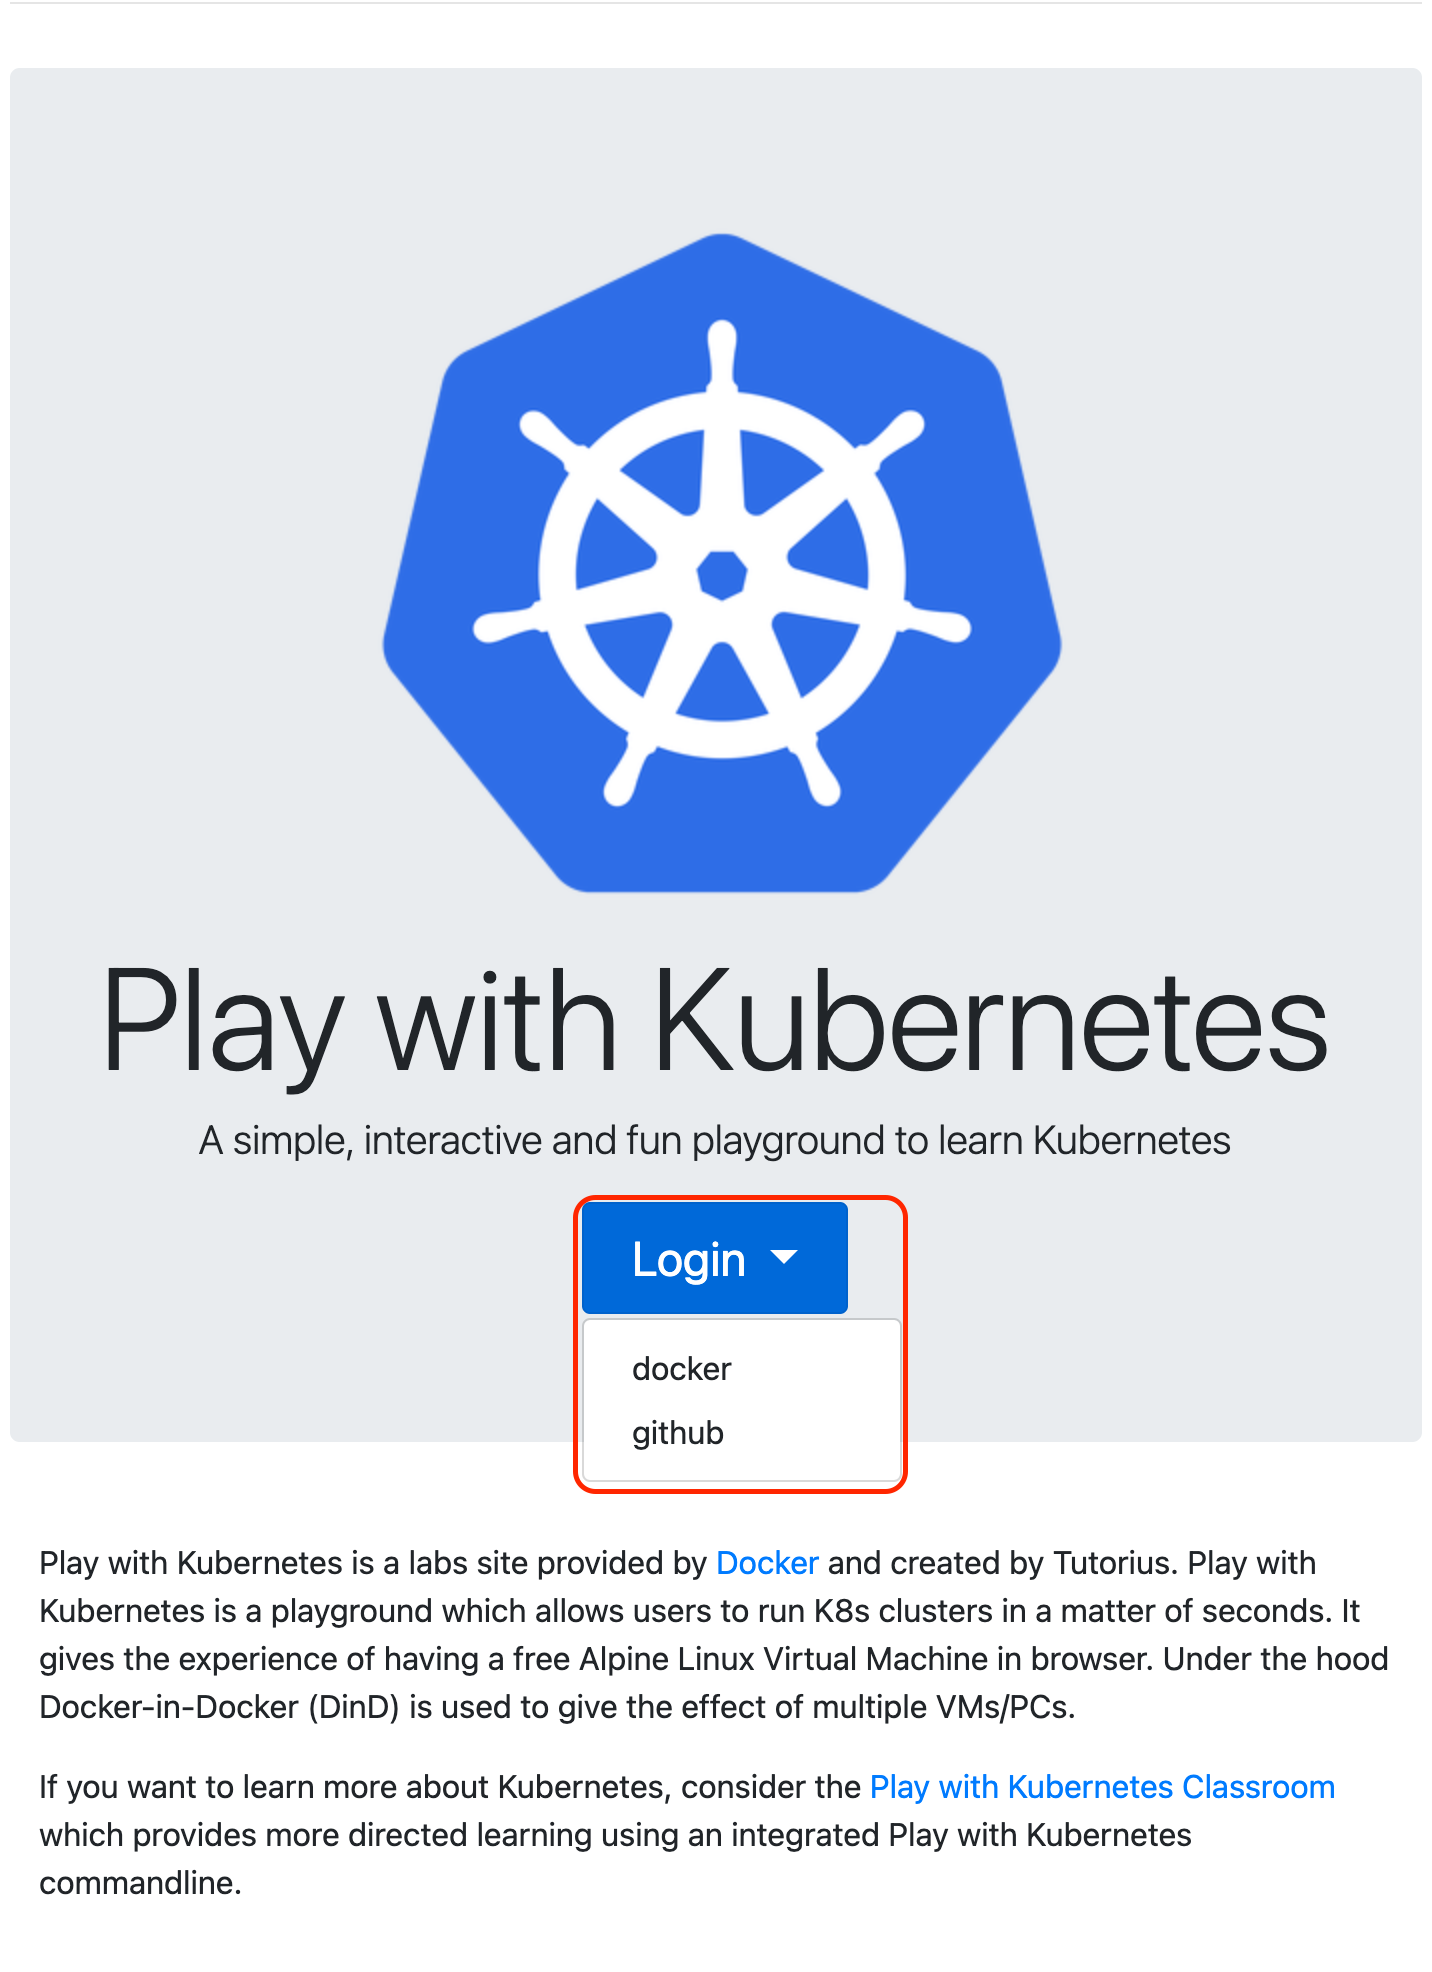 Play with Kubernetes
A simple, interactive and fun playground to learn Kubernetes
Login
docker
github
Play with Kubernetes is a labs site provided by Docker and created by Tutorius. Play with
Kubernetes is a playground which allows users to run K8s clusters in a matter of seconds. It
gives the experience of having a free Alpine Linux Virtual Machine in browser. Under the hood
Docker-in-Docker (DinD) is used to give the effect of multiple VMs/PCs.
If you want to learn more about Kubernetes, consider the Play with Kubernetes Classroom
which provides more directed learning using an integrated Play with Kubernetes
commandline.